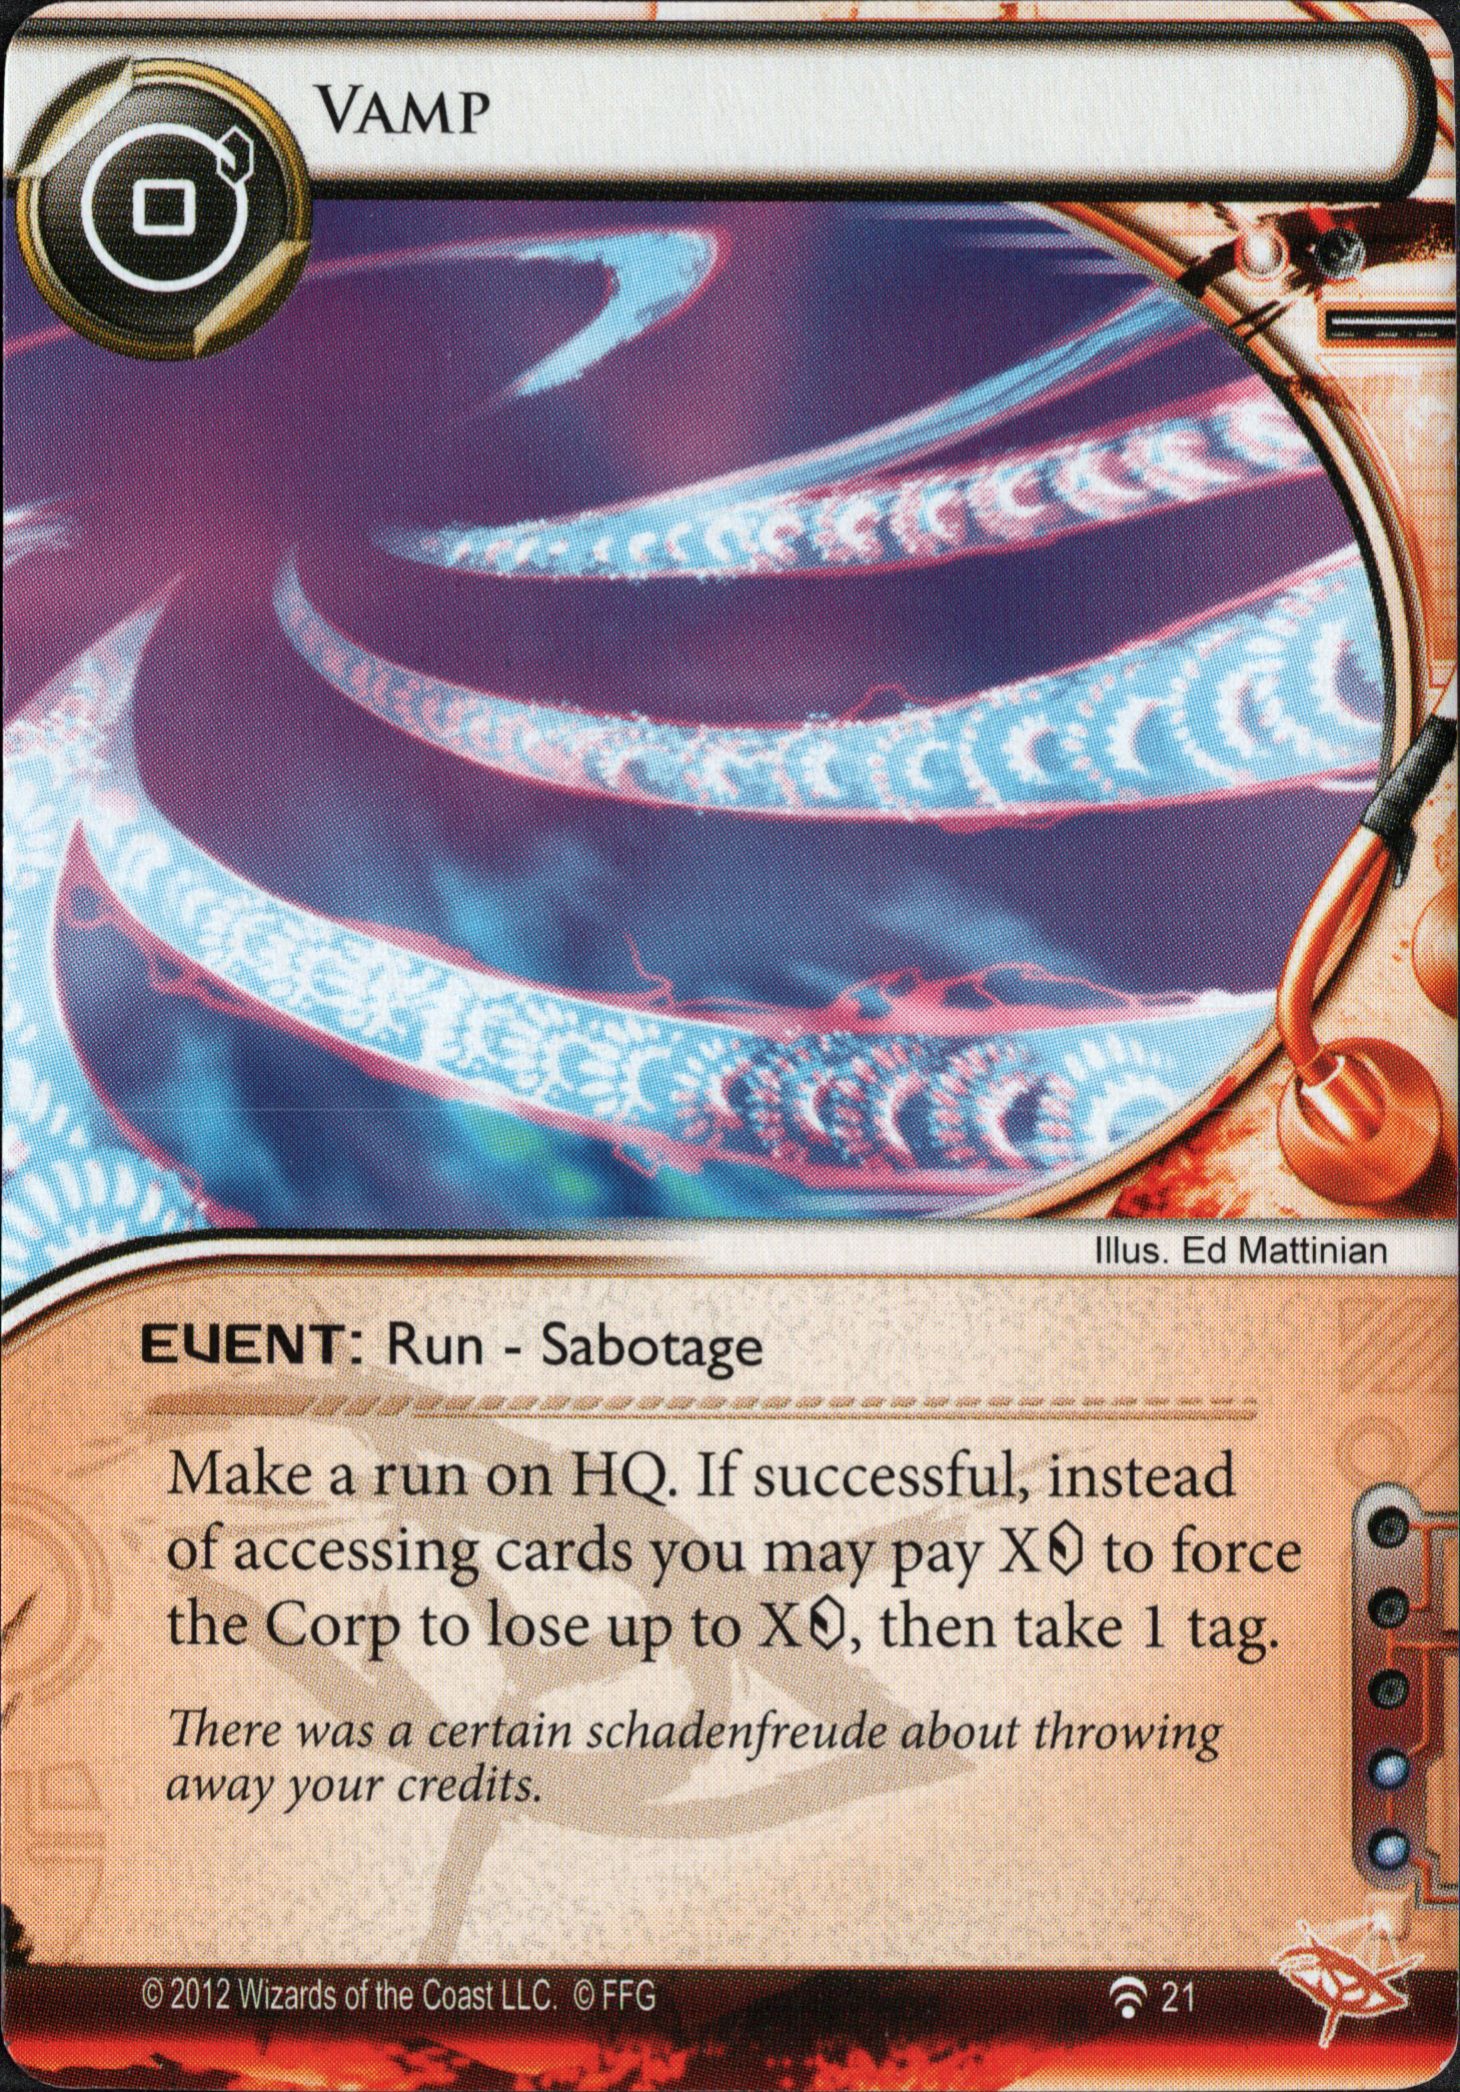 VAMP
0
Illus. Ed Mattinian
EVENT: Run - Sabotage
Make a run on HQ. If successful, instead
of accessing cards you may pay X to force
the Corp to lose up to X, then take 1 tag.
There was a certain schadenfreude about throwing
away your credits.
© 2012 Wizards of the Coast LLC. © FFG
21